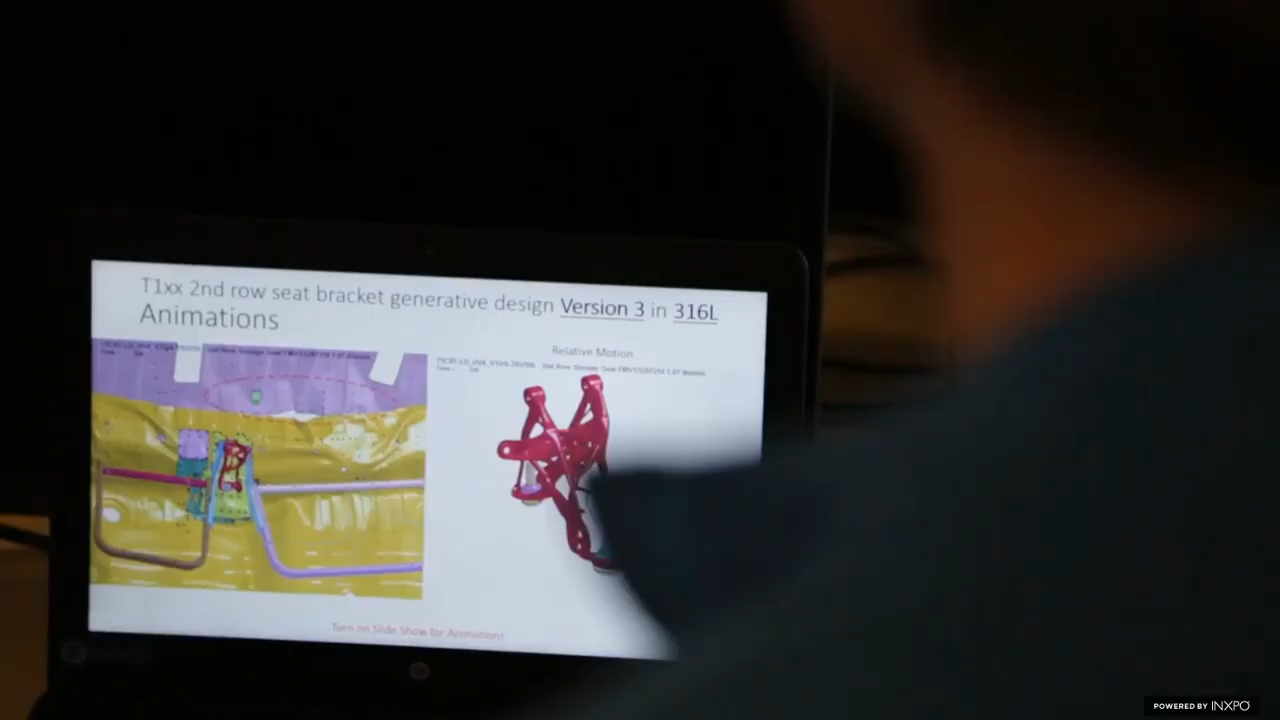 T1xx 2nd row seat bracket generative design Version 3 in 316L
Animations
Relative Motion
Turn on Slide Show for Animation!
POWERED BY INXPO